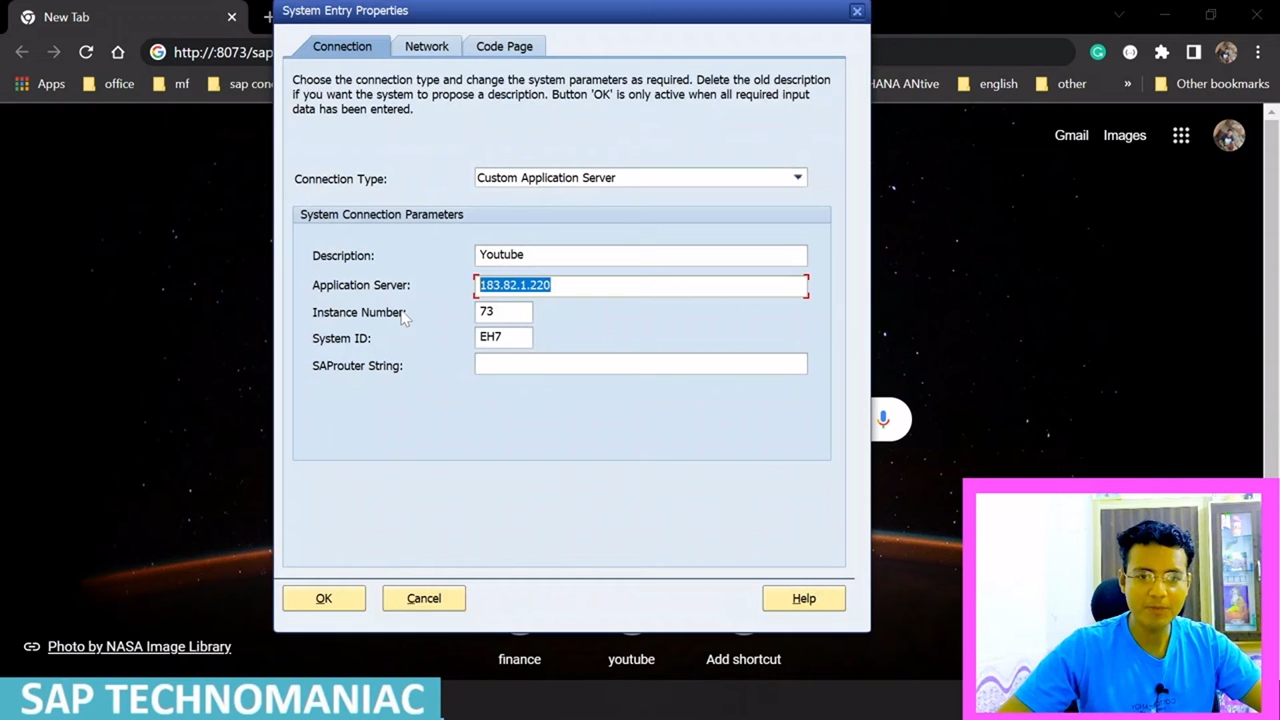 New Tab
System Entry Properties
http://:8073/sap
Connection
Network
Code Page
Apps
office
mf
sap con
HANA ANtive
english
other
»
Other bookmarks
Choose the connection type and change the system parameters as required. Delete the old description
if you want the system to propose a description. Button 'OK' is only active when all required input
data has been entered.
Gmail
Images
Connection Type:
Custom Application Server
System Connection Parameters
Description:
Youtube
Application Server:
183.82.1.220
Instance Number:
73
System ID:
EH7
SAProuter String:
OK
Cancel
Help
Photo by NASA Image Library
finance
youtube
Add shortcut
SAP TECHNOMANIAC